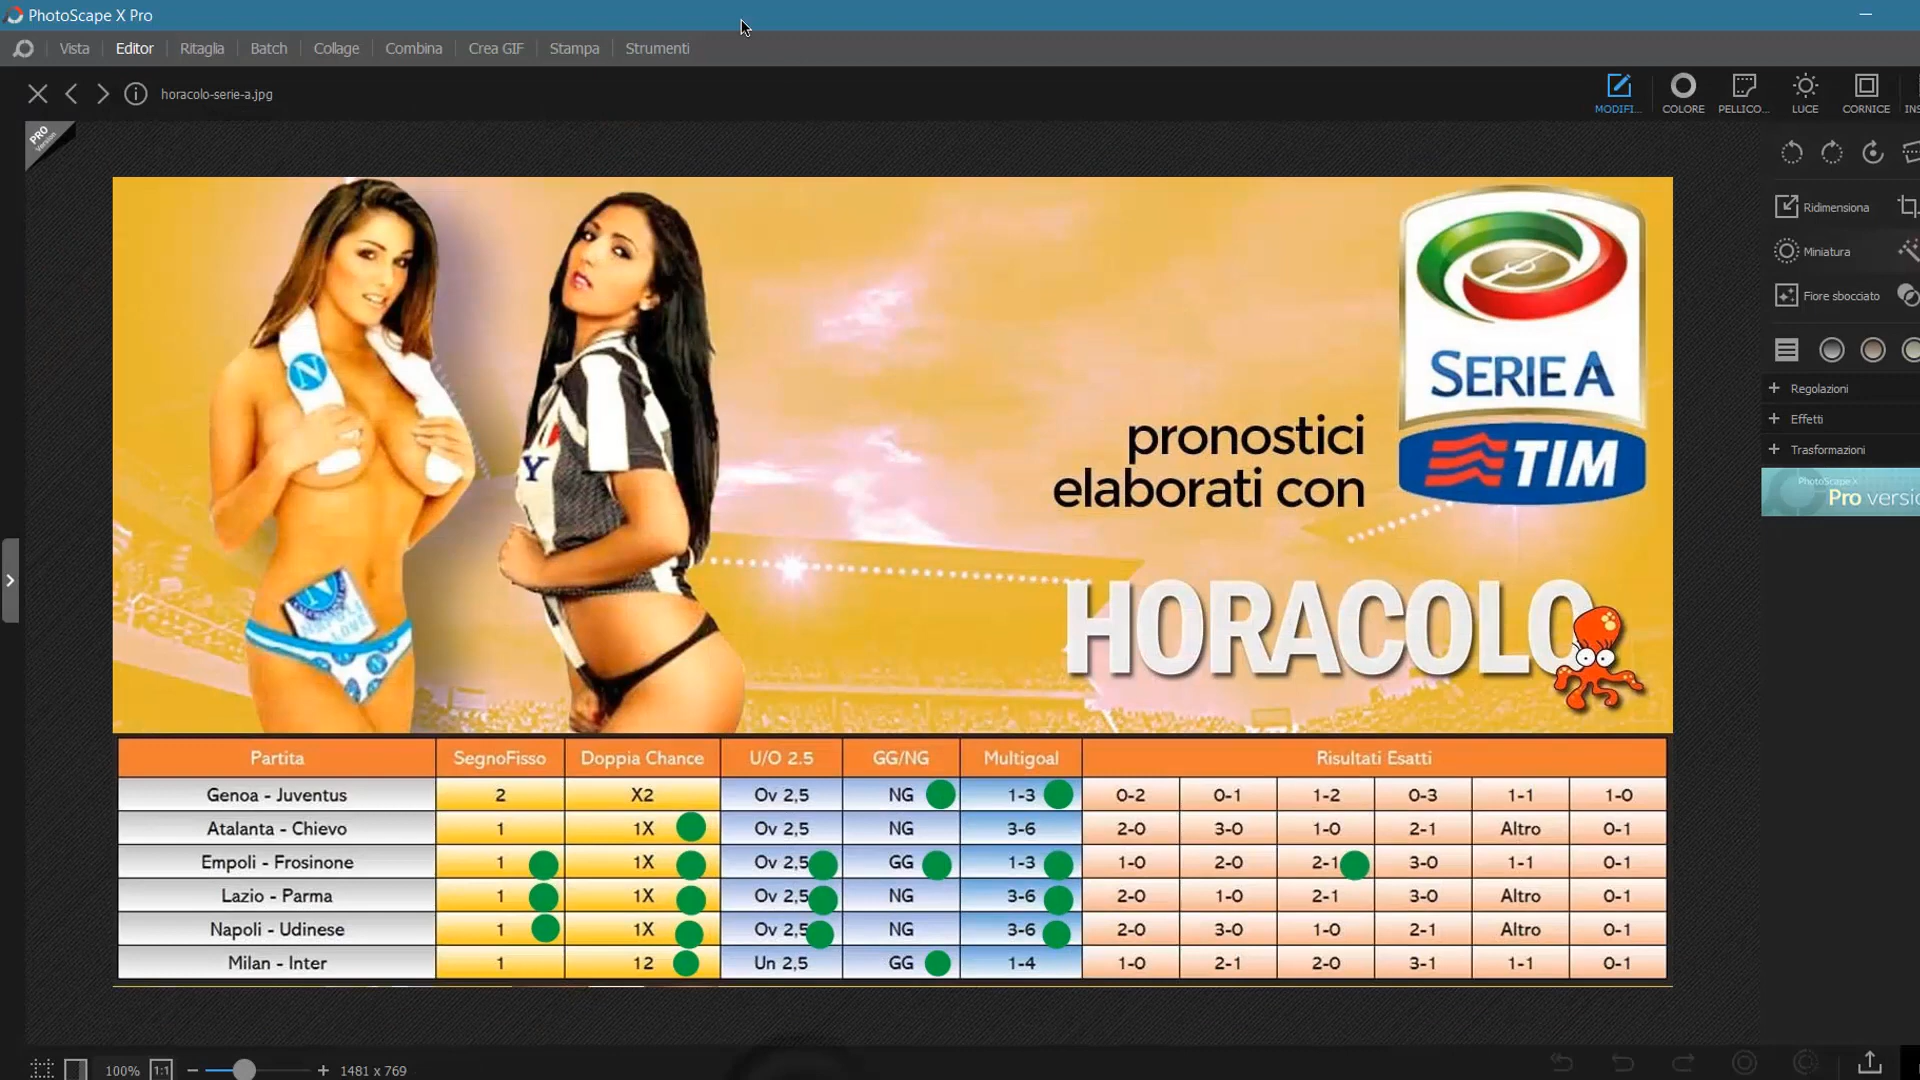 PhotoScape X Pro
Vista Editor Ritaglia Batch Collage Combina Crea GIF Stampa Strumenti
horacolo-serie-a.jpg
MODIFI... COLORE PELLICO... LUCE CORNICE INS
PRO
Version
Ridimensiona
Miniatura
Fiore sbocciato
Regolazioni
Effetti
Trasformazioni
PhotoScape X
Pro versio
N
Y
N
LOVE
SERIE A
TIM
pronostici
elaborati con
HORACOLO
Partita SegnoFisso Doppia Chance U/O 2.5 GG/NG Multigoal Risultati Esatti
Genoa - Juventus 2 X2 Ov 2,5 NG 1-3 0-2 0-1 1-2 0-3 1-1 1-0
Atalanta - Chievo 1 1X Ov 2,5 NG 3-6 2-0 3-0 1-0 2-1 Altro 0-1
Empoli - Frosinone 1 1X Ov 2,5 GG 1-3 1-0 2-0 2-1 3-0 1-1 0-1
Lazio - Parma 1 1X Ov 2,5 NG 3-6 2-0 1-0 2-1 3-0 Altro 0-1
Napoli - Udinese 1 1X Ov 2,5 NG 3-6 2-0 3-0 1-0 2-1 Altro 0-1
Milan - Inter 1 12 Un 2,5 GG 1-4 1-0 2-1 2-0 3-1 1-1 0-1
100% 1:1 1481 x 769